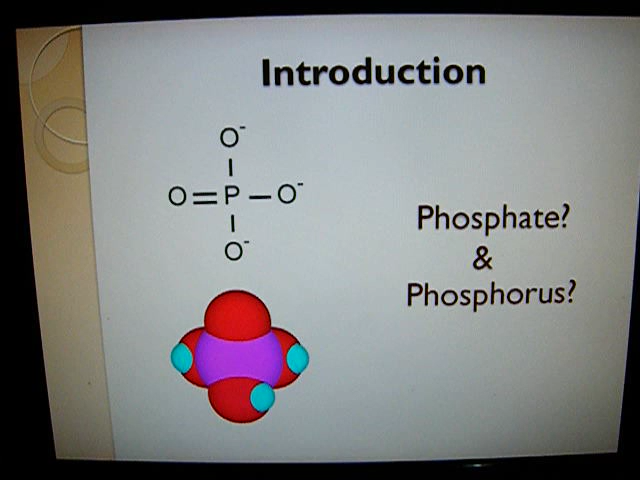 Introduction
O⁻
O=P–O⁻
O⁻
Phosphate?
&
Phosphorus?